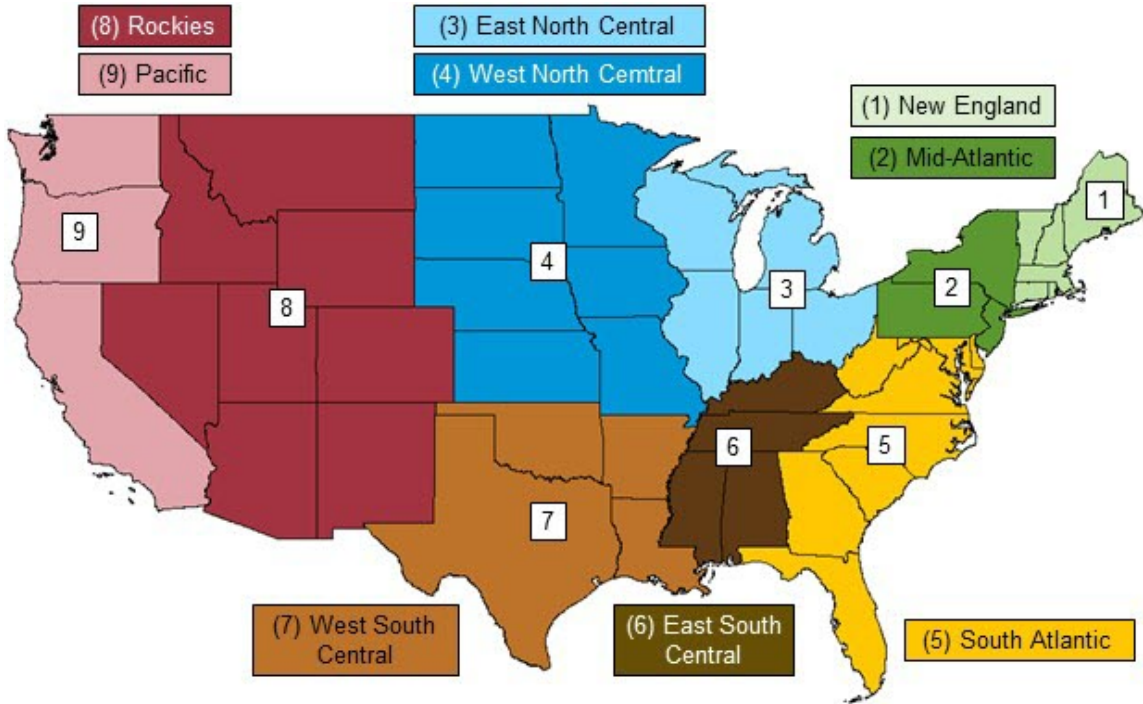 (8) Rockies
(3) East North Central
(9) Pacific
(4) West North Cemtral
(1) New England
(2) Mid-Atlantic
1
9
4
3
2
8
6
5
7
(7) West South
Central
(6) East South
Central
(5) South Atlantic